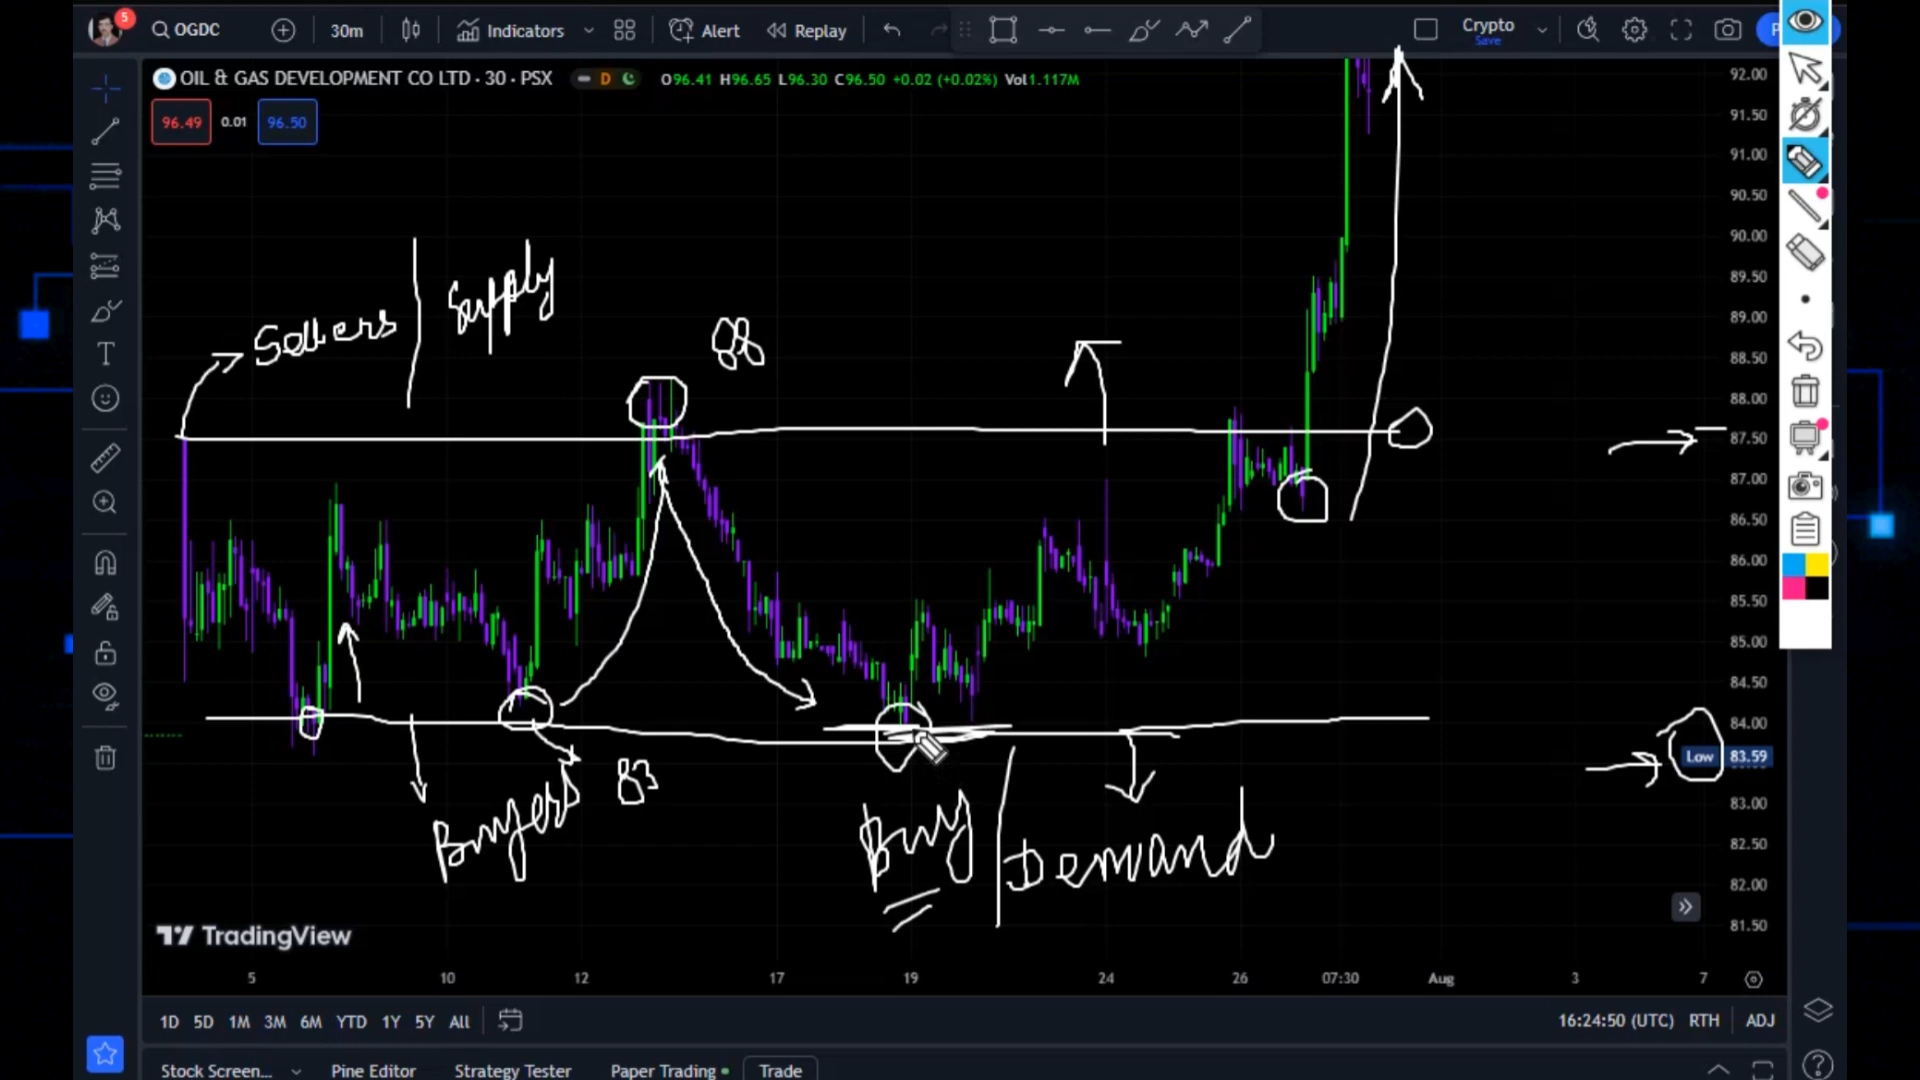 5
OGDC
30m
Indicators
Alert
Replay
Crypto
Save
P
OIL & GAS DEVELOPMENT CO LTD · 30 · PSX
D
O96.41 H96.65 L96.30 C96.50 +0.02 (+0.02%) Vol1.117M
96.49 0.01 96.50
92.00
91.50
91.00
90.50
90.00
89.50
89.00
88.50
88.00
87.50
87.00
86.50
86.00
85.50
85.00
84.50
84.00
Low 83.59
83.00
82.50
82.00
81.50
Sellers
Supply
88
Buyers 83
Buy
Demand
TradingView
5 10 12 17 19 24 26 07:30 Aug 3 7
1D 5D 1M 3M 6M YTD 1Y 5Y All
16:24:50 (UTC) RTH ADJ
Stock Screen... Pine Editor Strategy Tester Paper Trading Trade